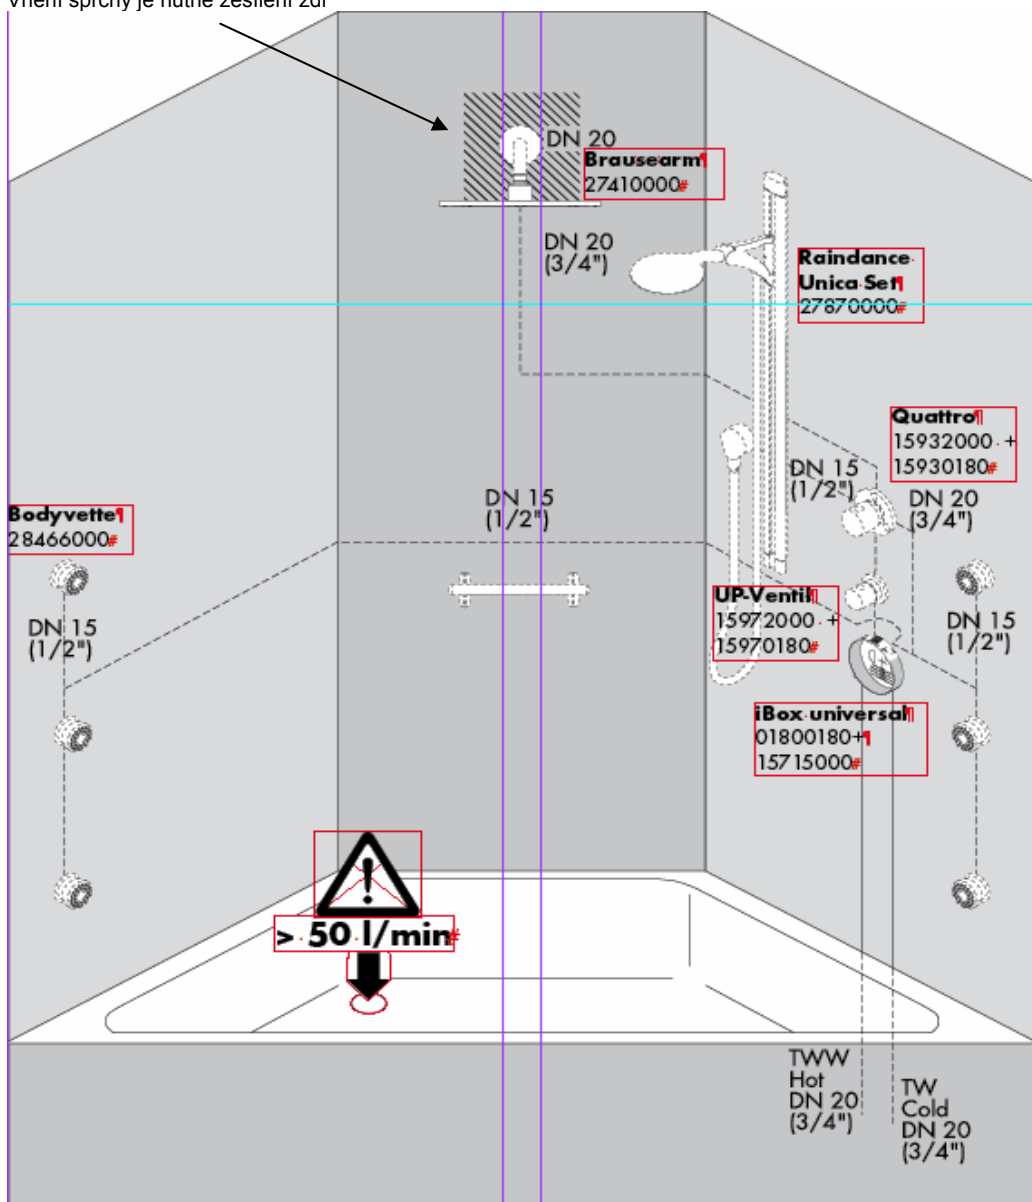 vnění sprchy je nutné zesílení zdi
DN 20
Brausearm¶
27410000#
DN 20
(3/4")
Raindance·
Unica·Set¶
27870000#
Quattro¶
15932000·+
15930180#
DN 15
(1/2")
DN 20
(3/4")
DN 15
(1/2")
Bodyvette¶
28466000#
DN 15
(1/2")
UP-Ventil¶
15972000·+
15970180#
DN 15
(1/2")
iBox·universal¶
01800180+¶
15715000#
>·50·l/min#
TWW
Hot
DN 20
(3/4")
TW
Cold
DN 20
(3/4")